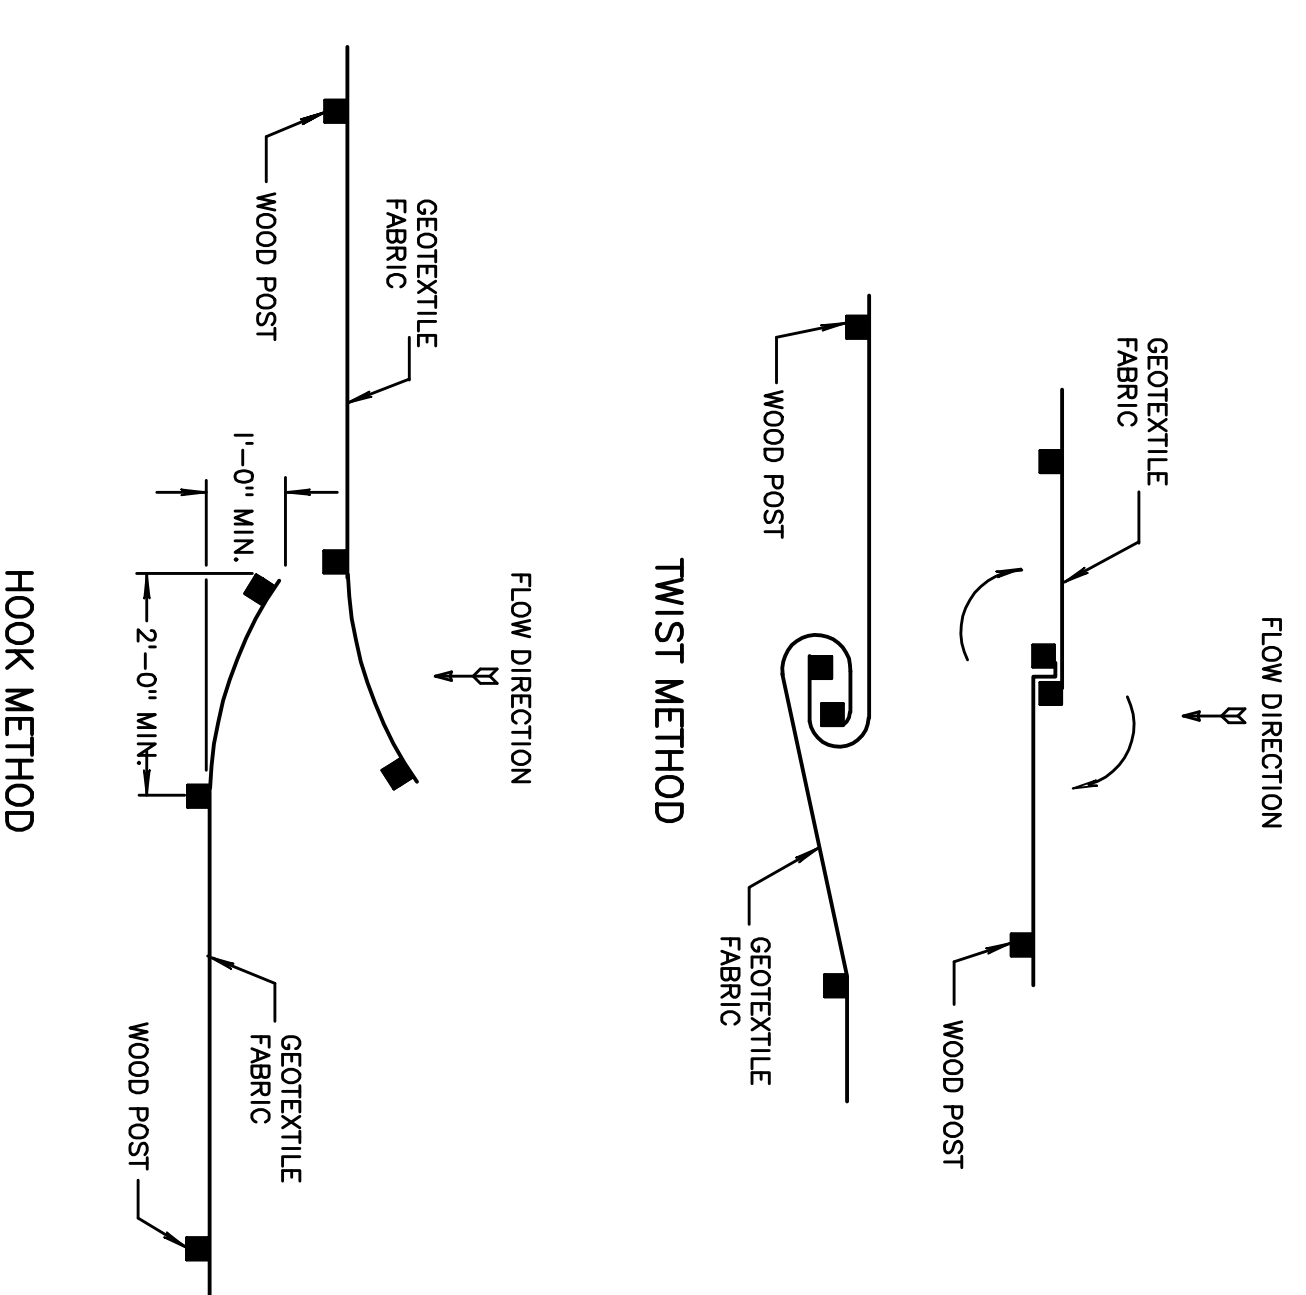 FLOW DIRECTION
GEOTEXTILE
FABRIC
WOOD POST
WOOD POST
GEOTEXTILE
FABRIC
TWIST METHOD
FLOW DIRECTION
GEOTEXTILE
FABRIC
WOOD POST
1'-0" MIN.
2'-0" MIN.
GEOTEXTILE
FABRIC
WOOD POST
HOOK METHOD